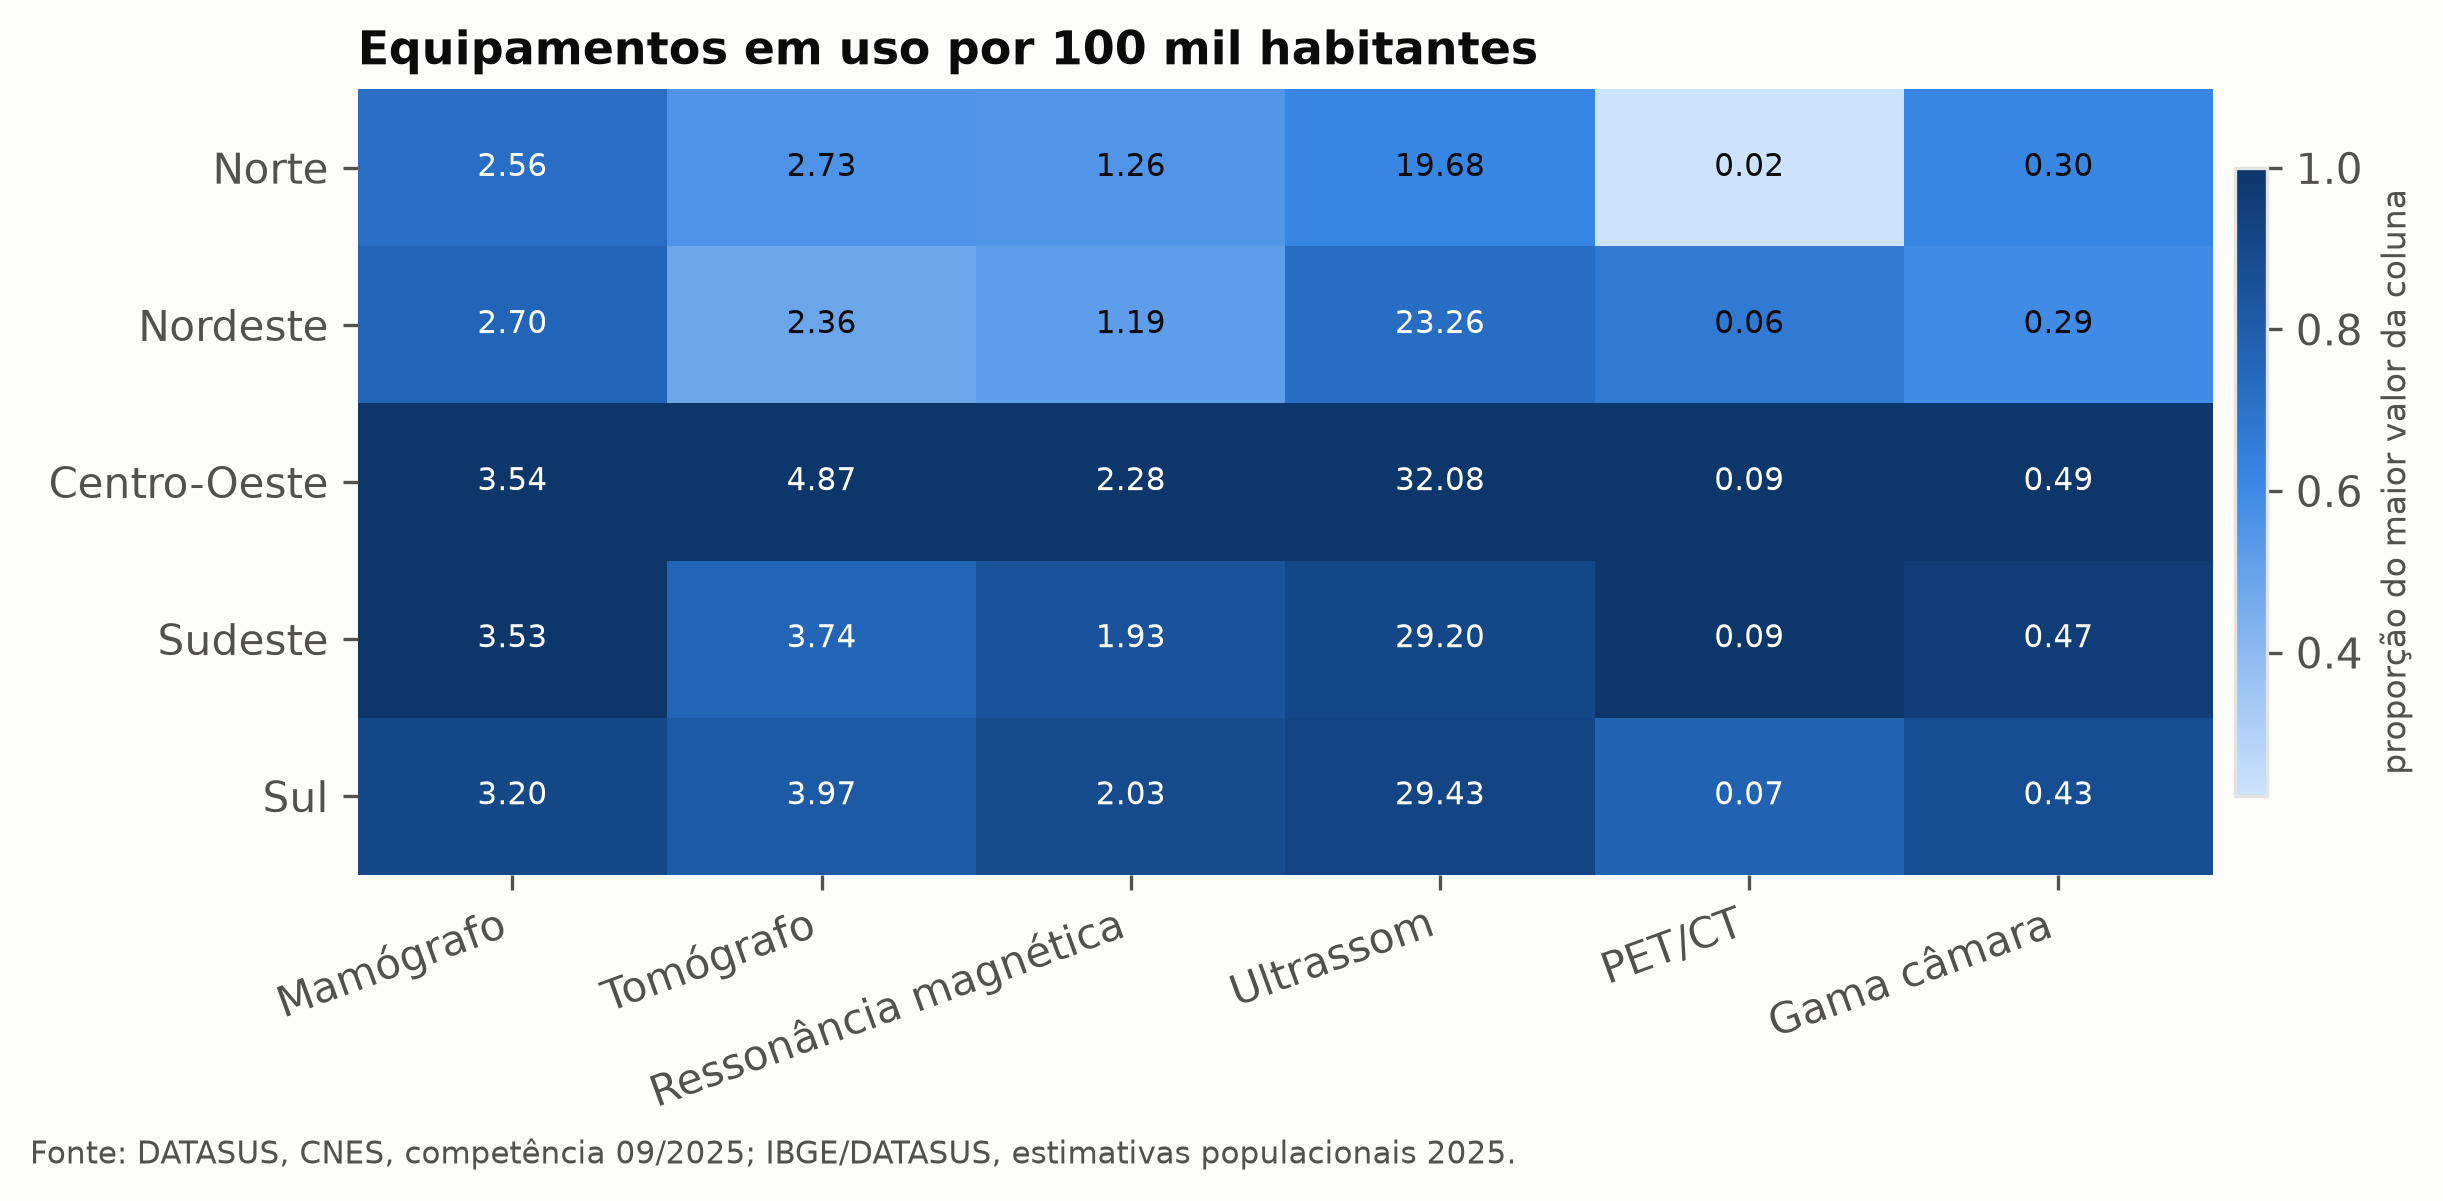 Equipamentos em uso por 100 mil habitantes
Norte 2.56 2.73 1.26 19.68 0.02 0.30
Nordeste 2.70 2.36 1.19 23.26 0.06 0.29
Centro-Oeste 3.54 4.87 2.28 32.08 0.09 0.49
Sudeste 3.53 3.74 1.93 29.20 0.09 0.47
Sul 3.20 3.97 2.03 29.43 0.07 0.43
Mamógrafo Tomógrafo Ressonância magnética Ultrassom PET/CT Gama câmara
1.0
0.8
0.6
0.4
proporção do maior valor da coluna
Fonte: DATASUS, CNES, competência 09/2025; IBGE/DATASUS, estimativas populacionais 2025.